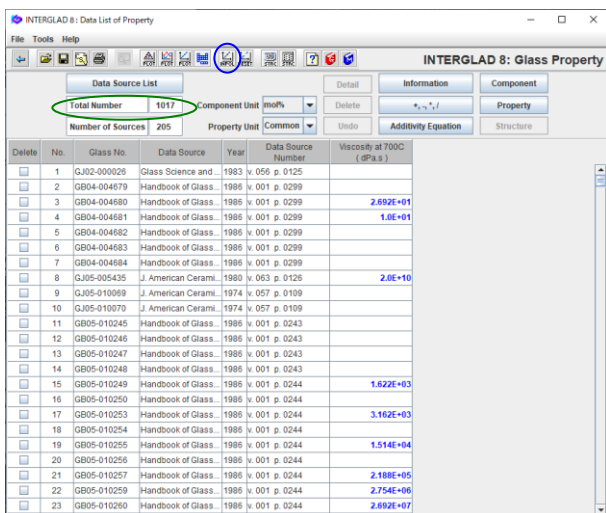 INTERGLAD 8 : Data List of Property
File Tools Help
PLOT PLOT PLOT INPOL STRC STRC INTERGLAD 8: Glass Property
Data Source List Detail Information Component
Total Number 1017 Component Unit mol% Delete +, -, *, / Property
Number of Sources 205 Property Unit Common Undo Additivity Equation Structure
Delete No. Glass No. Data Source Year Data Source Number Viscosity at 700C ( dPa.s )
1 GJ02-000026 Glass Science and ... 1983 v. 056 p. 0125
2 GB04-004679 Handbook of Glass... 1986 v. 001 p. 0299
3 GB04-004680 Handbook of Glass... 1986 v. 001 p. 0299 2.692E+01
4 GB04-004681 Handbook of Glass... 1986 v. 001 p. 0299 1.0E+01
5 GB04-004682 Handbook of Glass... 1986 v. 001 p. 0299
6 GB04-004683 Handbook of Glass... 1986 v. 001 p. 0299
7 GB04-004684 Handbook of Glass... 1986 v. 001 p. 0299
8 GJ05-005435 J. American Cerami... 1980 v. 063 p. 0126 2.0E+10
9 GJ05-010069 J. American Cerami... 1974 v. 057 p. 0109
10 GJ05-010070 J. American Cerami... 1974 v. 057 p. 0109
11 GB05-010245 Handbook of Glass... 1986 v. 001 p. 0243
12 GB05-010246 Handbook of Glass... 1986 v. 001 p. 0243
13 GB05-010247 Handbook of Glass... 1986 v. 001 p. 0243
14 GB05-010248 Handbook of Glass... 1986 v. 001 p. 0243
15 GB05-010249 Handbook of Glass... 1986 v. 001 p. 0244 1.622E+03
16 GB05-010250 Handbook of Glass... 1986 v. 001 p. 0244
17 GB05-010253 Handbook of Glass... 1986 v. 001 p. 0244 3.162E+03
18 GB05-010254 Handbook of Glass... 1986 v. 001 p. 0244
19 GB05-010255 Handbook of Glass... 1986 v. 001 p. 0244 1.514E+04
20 GB05-010256 Handbook of Glass... 1986 v. 001 p. 0244
21 GB05-010257 Handbook of Glass... 1986 v. 001 p. 0244 2.188E+05
22 GB05-010259 Handbook of Glass... 1986 v. 001 p. 0244 2.754E+06
23 GB05-010260 Handbook of Glass... 1986 v. 001 p. 0244 2.692E+07